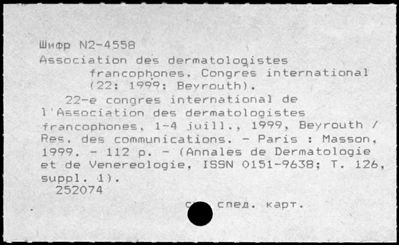 Шифр N2-4558
Association des dermatologistes
francophones. Congres international
(22; 1999; Beyrouth).
22-e congres international de
l'Association des dermatologistes
francophones, 1-4 juill., 1999, Beyrouth /
Res. des communications. - Paris : Masson,
1999. - 112 p. - (Annales de Dermatologie
et de Venereologie, ISSN 0151-9638; T. 126,
suppl. 1).
252074
след. карт.